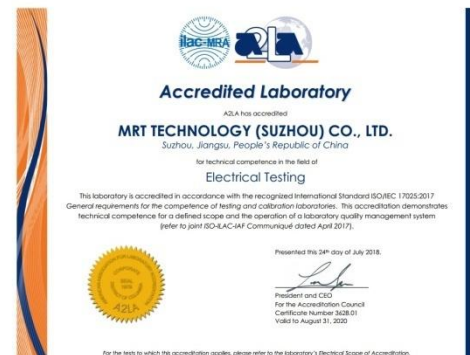 ilac-MRA
A2LA
Accredited Laboratory
A2LA has accredited
MRT TECHNOLOGY (SUZHOU) CO., LTD.
Suzhou, Jiangsu, People's Republic of China
for technical competence in the field of
Electrical Testing
This laboratory is accredited in accordance with the recognized International Standard ISO/IEC 17025:2017
General requirements for the competence of testing and calibration laboratories. This accreditation demonstrates
technical competence for a defined scope and the operation of a laboratory quality management system
(refer to joint ISO-ILAC-IAF Communiqué dated April 2017).
Presented this 24th day of July 2018.
President and CEO
For the Accreditation Council
Certificate Number 3628.01
Valid to August 31, 2020
CORPORATE
SEAL
1978
A2LA
For the tests to which this accreditation applies, please refer to the laboratory's Electrical Scope of Accreditation.